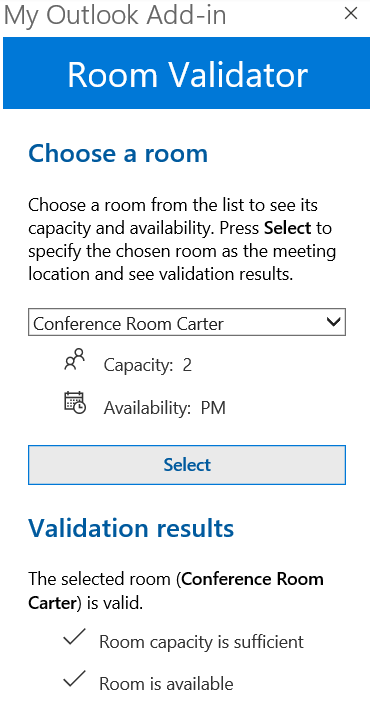 My Outlook Add-in
Room Validator
Choose a room
Choose a room from the list to see its
capacity and availability. Press Select to
specify the chosen room as the meeting
location and see validation results.
Conference Room Carter
Capacity: 2
Availability: PM
Select
Validation results
The selected room (Conference Room
Carter) is valid.
Room capacity is sufficient
Room is available